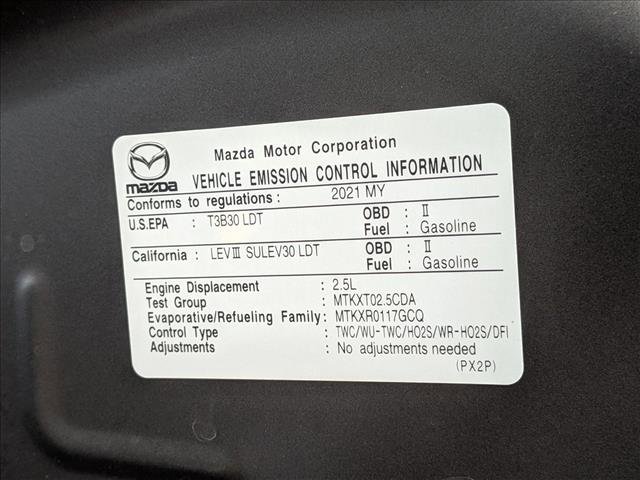 Mazda Motor Corporation
mazda VEHICLE EMISSION CONTROL INFORMATION
Conforms to regulations : 2021 MY
U.S.EPA : T3B30 LDT OBD : II
Fuel : Gasoline
California : LEVIII SULEV30 LDT OBD : II
Fuel : Gasoline
Engine Displacement : 2.5L
Test Group : MTKXT02.5CDA
Evaporative/Refueling Family: MTKXR0117GCQ
Control Type : TWC/WU-TWC/HO2S/WR-HO2S/DFI
Adjustments : No adjustments needed
(PX2P)